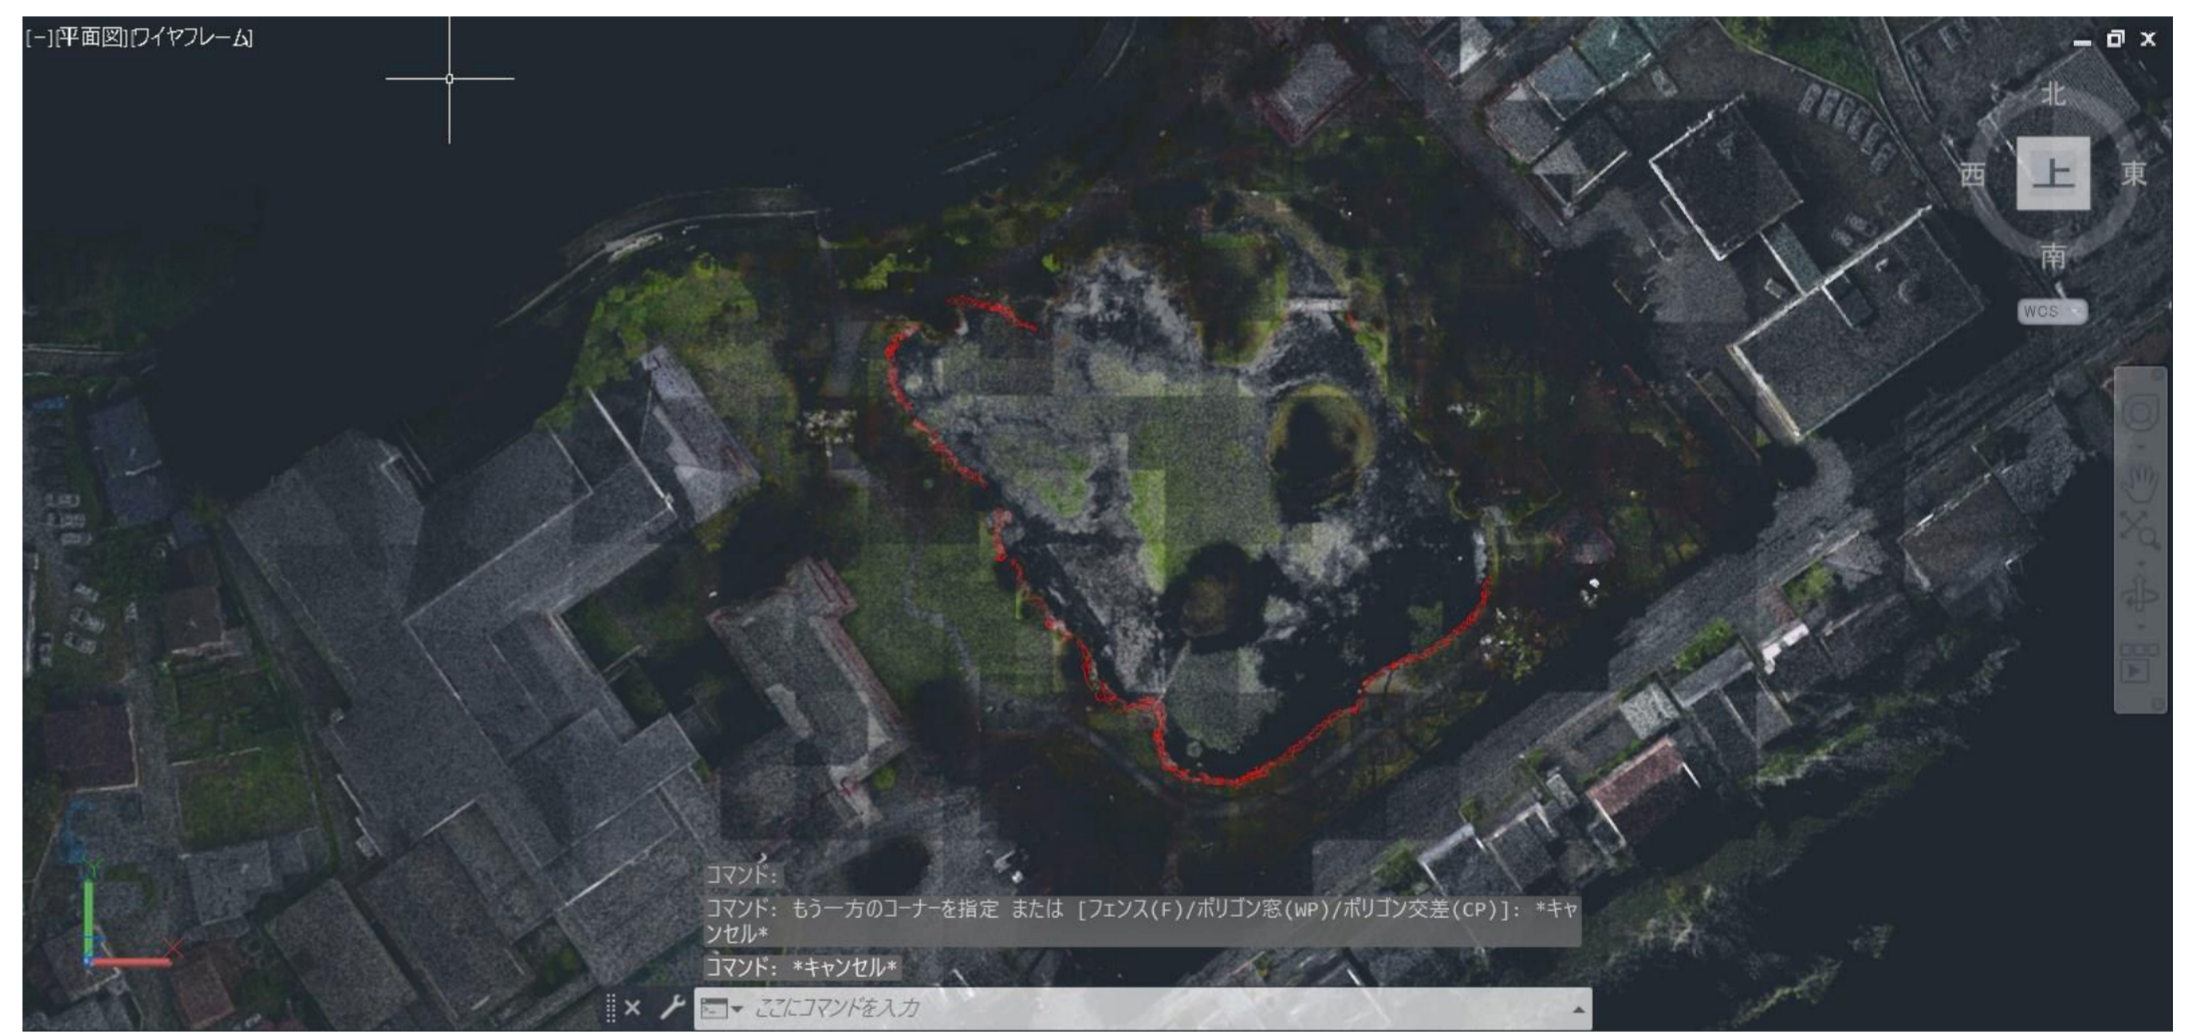 [−][平面図][ワイヤフレーム]
北
西
上
東
南
WCS
Y
X
コマンド:
コマンド: もう一方のコーナーを指定 または [フェンス(F)/ポリゴン窓(WP)/ポリゴン交差(CP)]: *キャ
ンセル*
コマンド: *キャンセル*
ここにコマンドを入力